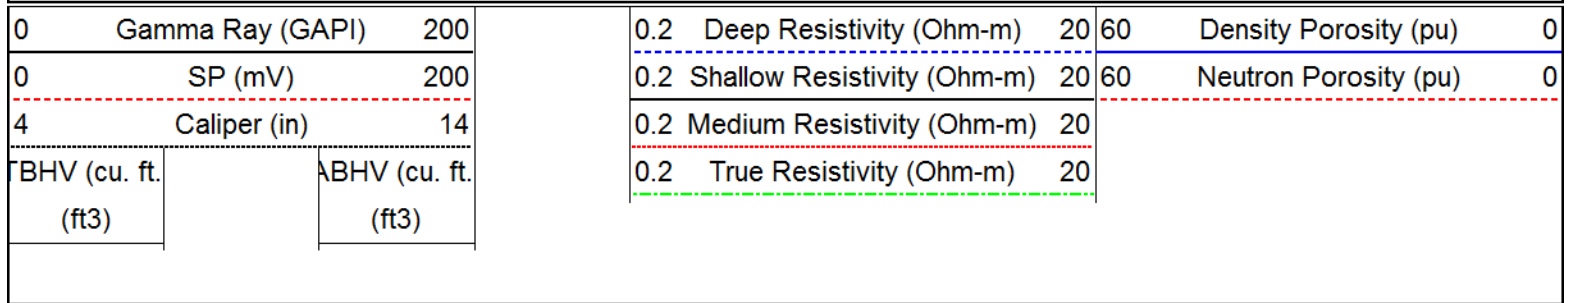 0 Gamma Ray (GAPI) 200
0.2 Deep Resistivity (Ohm-m) 20
60 Density Porosity (pu) 0
0 SP (mV) 200
0.2 Shallow Resistivity (Ohm-m) 20
60 Neutron Porosity (pu) 0
4 Caliper (in) 14
0.2 Medium Resistivity (Ohm-m) 20
TBHV (cu. ft.
(ft3)
ABHV (cu. ft.
(ft3)
0.2 True Resistivity (Ohm-m) 20